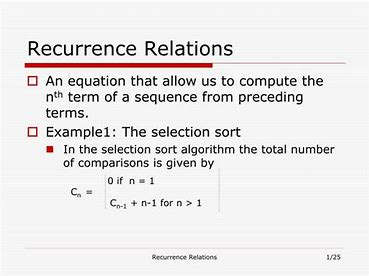 Recurrence Relations
An equation that allow us to compute the
nth term of a sequence from preceding
terms.
Example1: The selection sort
In the selection sort algorithm the total number
of comparisons is given by
0 if n = 1
Cn =
Cn-1 + n-1 for n > 1
Recurrence Relations 1/25